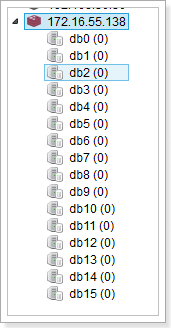 172.16.55.138
db0 (0)
db1 (0)
db2 (0)
db3 (0)
db4 (0)
db5 (0)
db6 (0)
db7 (0)
db8 (0)
db9 (0)
db10 (0)
db11 (0)
db12 (0)
db13 (0)
db14 (0)
db15 (0)